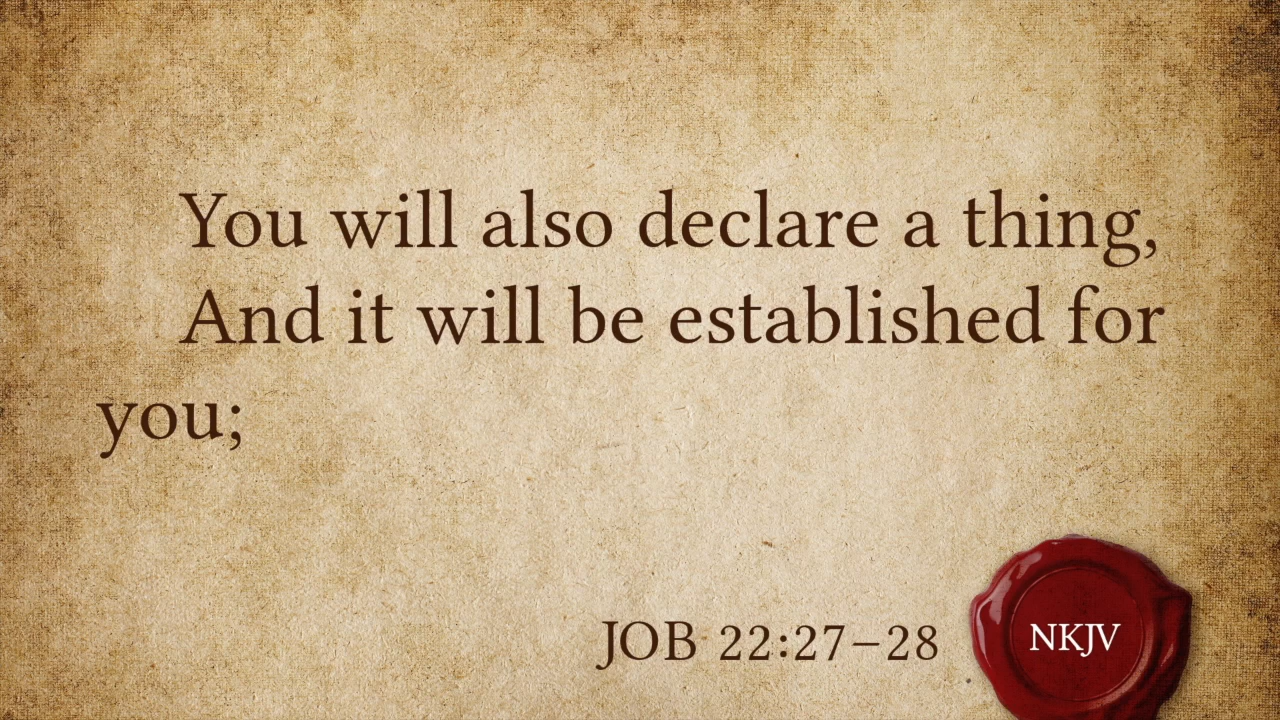 You will also declare a thing,
And it will be established for
you;
JOB 22:27–28
NKJV